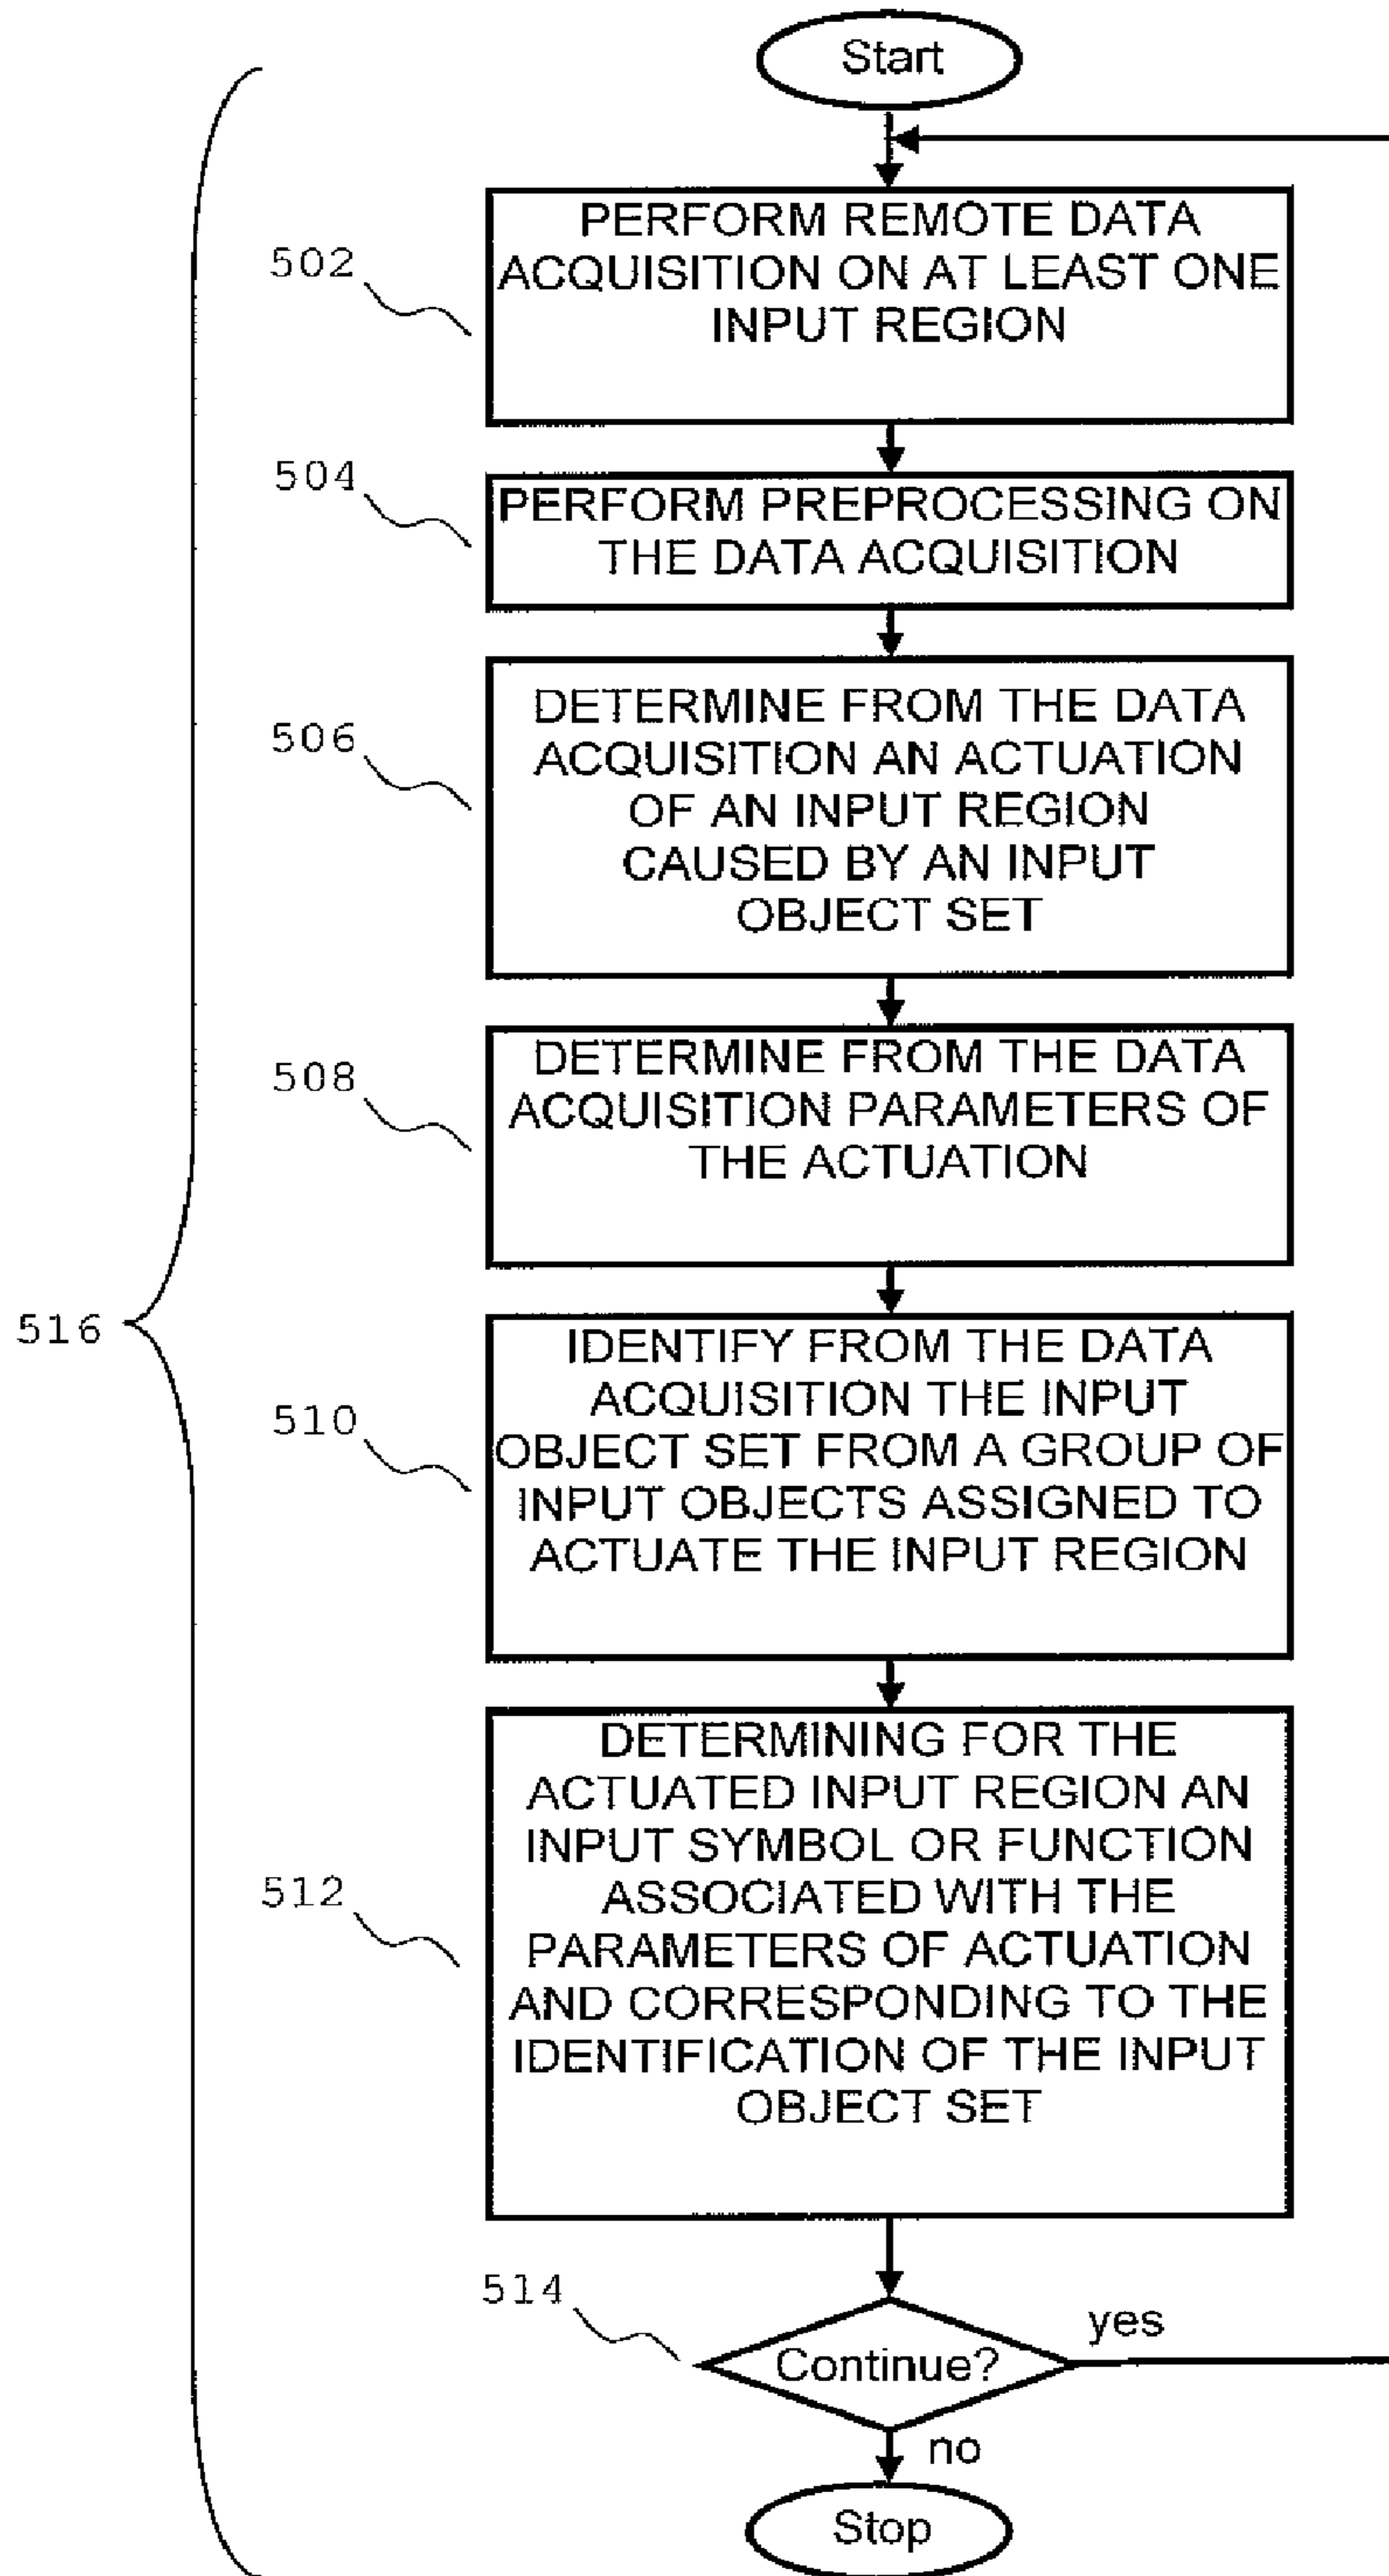 Start
502
PERFORM REMOTE DATA
ACQUISITION ON AT LEAST ONE
INPUT REGION
504
PERFORM PREPROCESSING ON
THE DATA ACQUISITION
506
DETERMINE FROM THE DATA
ACQUISITION AN ACTUATION
OF AN INPUT REGION
CAUSED BY AN INPUT
OBJECT SET
508
DETERMINE FROM THE DATA
ACQUISITION PARAMETERS OF
THE ACTUATION
516
510
IDENTIFY FROM THE DATA
ACQUISITION THE INPUT
OBJECT SET FROM A GROUP OF
INPUT OBJECTS ASSIGNED TO
ACTUATE THE INPUT REGION
512
DETERMINING FOR THE
ACTUATED INPUT REGION AN
INPUT SYMBOL OR FUNCTION
ASSOCIATED WITH THE
PARAMETERS OF ACTUATION
AND CORRESPONDING TO THE
IDENTIFICATION OF THE INPUT
OBJECT SET
514
Continue?
yes
no
Stop